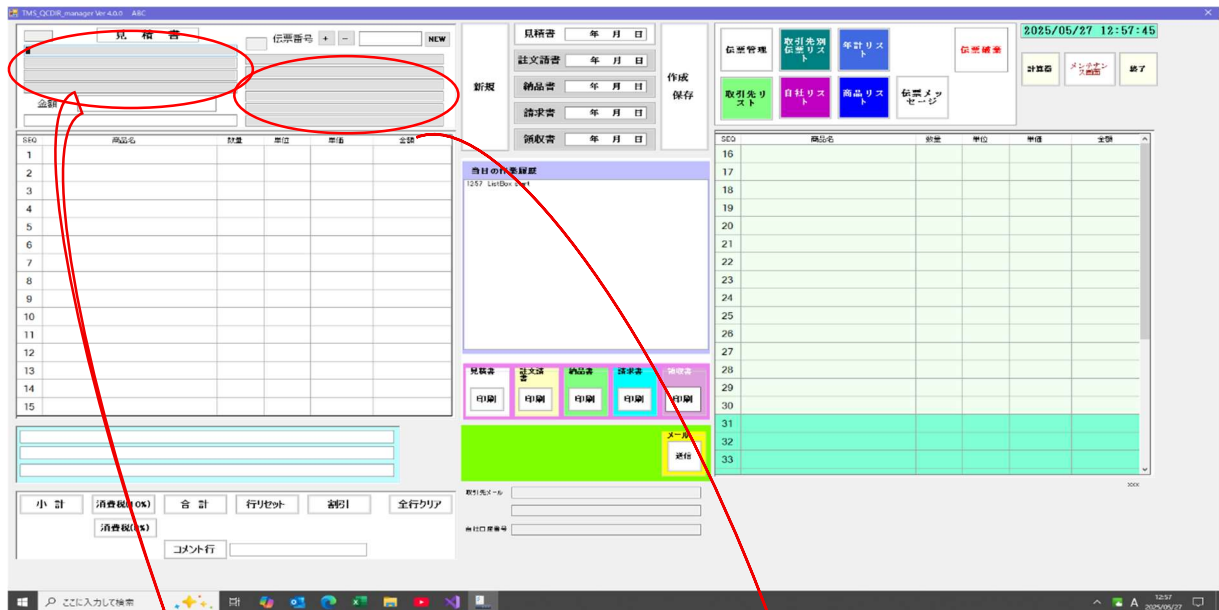 TMS_QCDIR_manager Ver 4.0.0 ABC
見 積 書
伝票番号 + − NEW
金額
SEQ 商品名 数量 単位 単価 金額
1
2
3
4
5
6
7
8
9
10
11
12
13
14
15
小 計 消費税(10%) 合 計 行リセット 割引 全行クリア
消費税(8%)
コメント行
新規
見積書 年 月 日
註文請書 年 月 日
納品書 年 月 日
請求書 年 月 日
領収書 年 月 日
作成
保存
当日の作業履歴
12:57 ListBox start
見積書 註文請書 納品書 請求書 領収書
印刷 印刷 印刷 印刷 印刷
メール
送信
取引先メール
自社口座番号
伝票管理 取引先別伝票リスト 年計リスト 伝票破棄
取引先リスト 自社リスト 商品リスト 伝票メッセージ
2025/05/27 12:57:45
計算器 メンテナンス画面 終了
SEQ 商品名 数量 単位 単価 金額
16
17
18
19
20
21
22
23
24
25
26
27
28
29
30
31
32
33
xxx
ここに入力して検索
A 12:57
2025/05/27